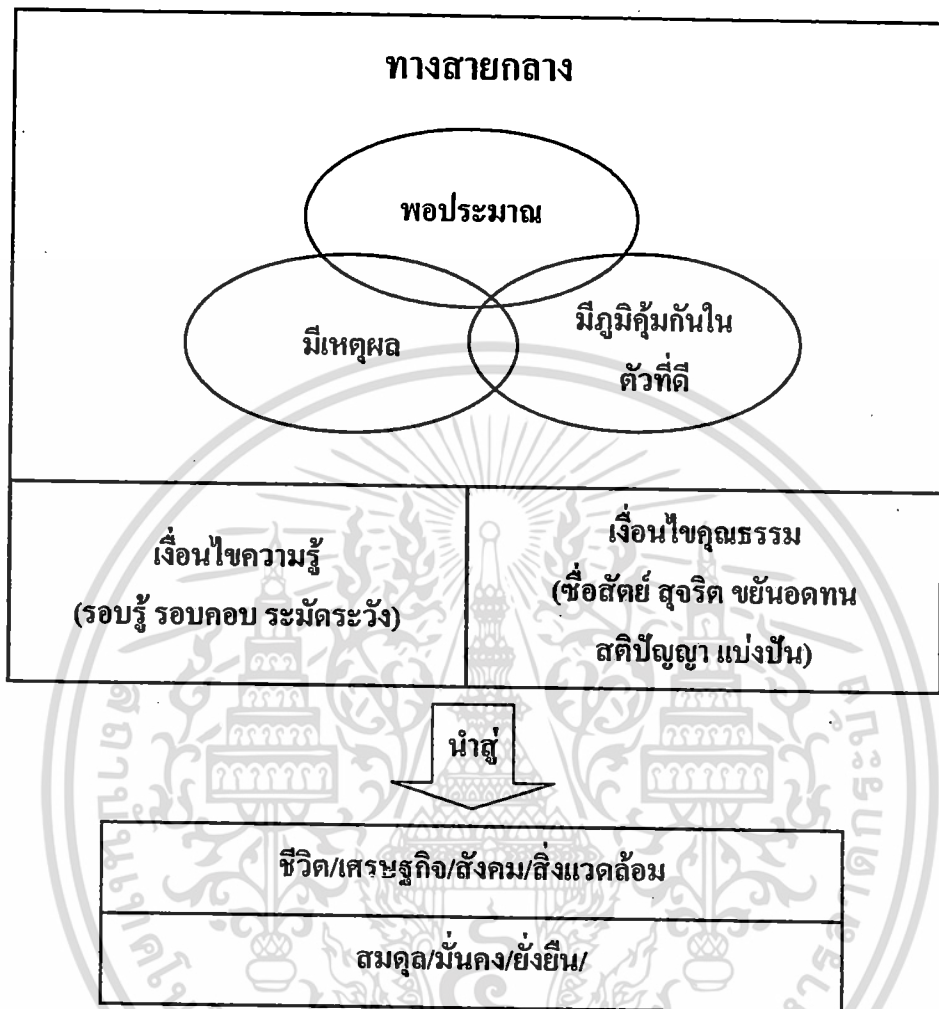 ทางสายกลาง
พอประมาณ
มีเหตุผล
มีภูมิคุ้มกันใน
ตัวที่ดี
เงื่อนไขความรู้
(รอบรู้ รอบคอบ ระมัดระวัง)
เงื่อนไขคุณธรรม
(ซื่อสัตย์ สุจริต ขยันอดทน
สติปัญญา แบ่งปัน)
นำสู่
ชีวิต/เศรษฐกิจ/สังคม/สิ่งแวดล้อม
สมดุล/มั่นคง/ยั่งยืน/